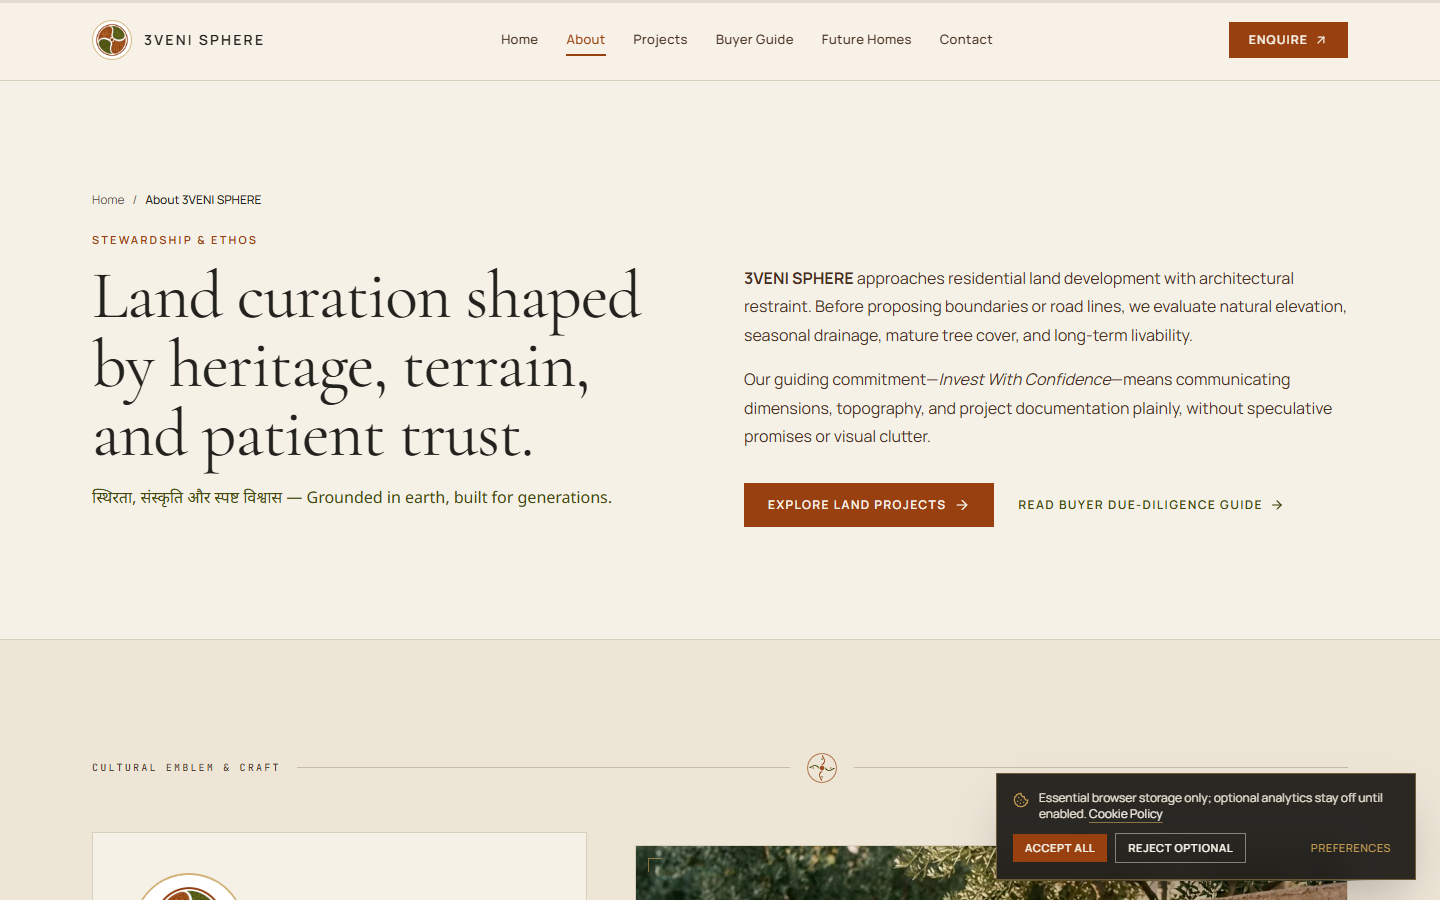 3VENI SPHERE
Home
About
Projects
Buyer Guide
Future Homes
Contact
ENQUIRE
Home / About 3VENI SPHERE
STEWARDSHIP & ETHOS
Land curation shaped
by heritage, terrain,
and patient trust.
स्थिरता, संस्कृति और स्पष्ट विश्वास — Grounded in earth, built for generations.
3VENI SPHERE approaches residential land development with architectural
restraint. Before proposing boundaries or road lines, we evaluate natural elevation,
seasonal drainage, mature tree cover, and long-term livability.
Our guiding commitment—Invest With Confidence—means communicating
dimensions, topography, and project documentation plainly, without speculative
promises or visual clutter.
EXPLORE LAND PROJECTS
READ BUYER DUE-DILIGENCE GUIDE
CULTURAL EMBLEM & CRAFT
Essential browser storage only; optional analytics stay off until
enabled. Cookie Policy
ACCEPT ALL
REJECT OPTIONAL
PREFERENCES